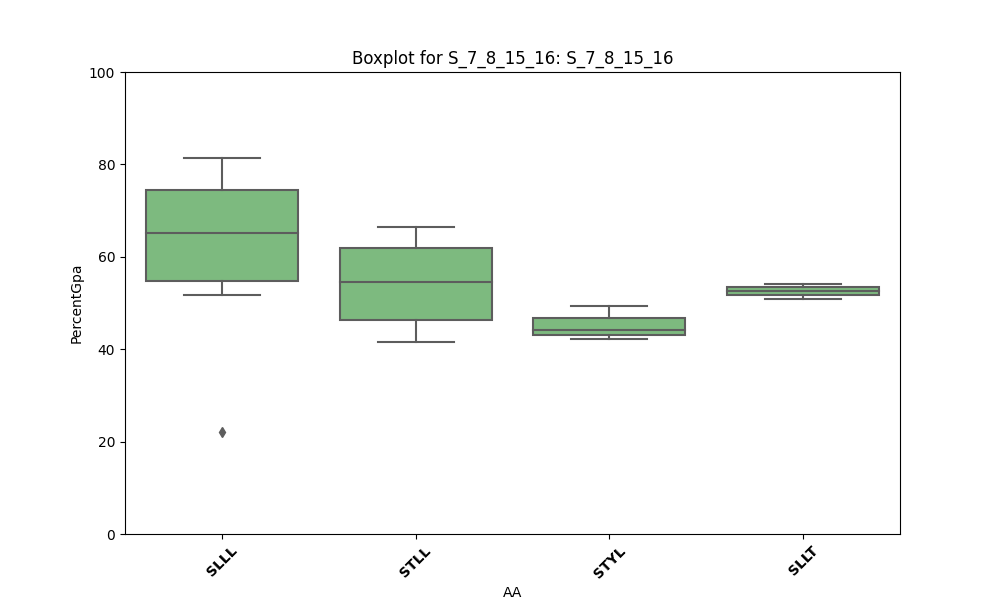 Boxplot for S_7_8_15_16: S_7_8_15_16
100
80
60
40
20
0
PercentGpa
SLLL
STLL
STYL
SLLT
AA